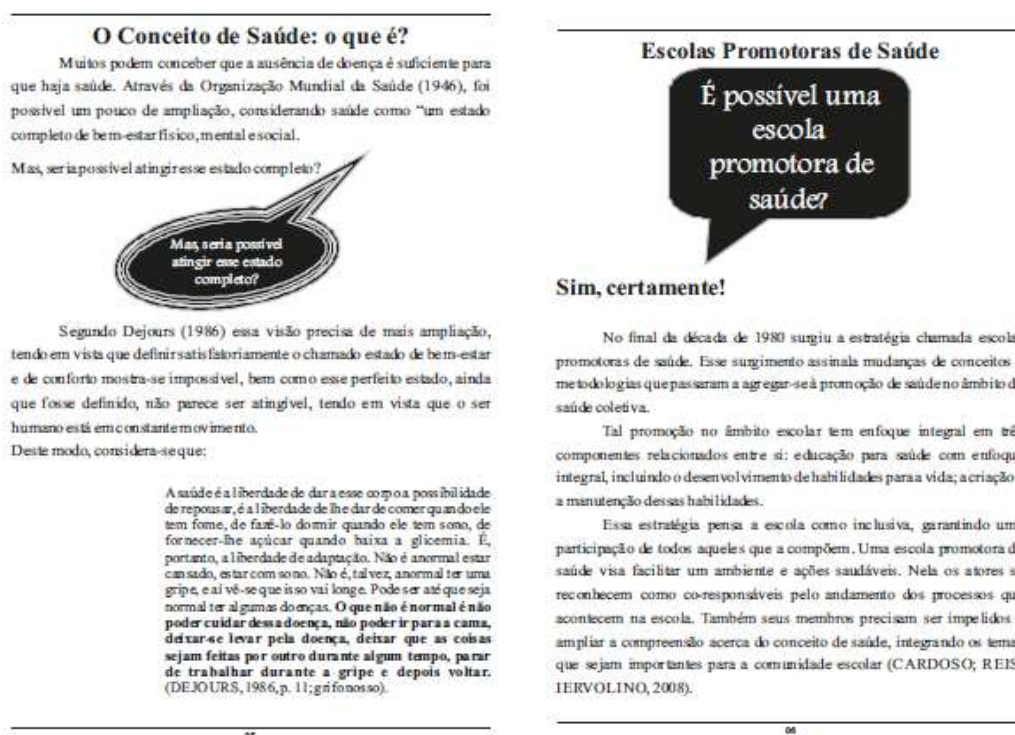 O Conceito de Saúde: o que é?
Muitos podem conceber que a ausência de doença é suficiente para
que haja saúde. Através da Organização Mundial da Saúde (1946), foi
possível um pouco de ampliação, considerando saúde como “um estado
completo de bem-estar físico, mental e social.
Mas, seria possível atingir esse estado completo?
Mas, seria possível
atingir esse estado
completo?
Segundo Dejours (1986) essa visão precisa de mais ampliação,
tendo em vista que definir satisfatoriamente o chamado estado de bem-estar
e de conforto mostra-se impossível, bem como esse perfeito estado, ainda
que fosse definido, não parece ser atingível, tendo em vista que o ser
humano está em constante movimento.
Deste modo, considera-se que:
A saúde é a liberdade de dar a esse corpo a possibilidade
de repousar, é a liberdade de lhe dar de comer quando ele
tem fome, de fazê-lo dormir quando ele tem sono, de
fornecer-lhe açúcar quando baixa a glicemia. É,
portanto, a liberdade de adaptação. Não é anormal estar
cansado, estar com sono. Não é, talvez, anormal ter uma
gripe, e aí vê-se que isso vai longe. Pode ser até que seja
normal ter algumas doenças. O que não é normal é não
poder cuidar dessa doença, não poder ir para a cama,
deixar-se levar pela doença, deixar que as coisas
sejam feitas por outro durante algum tempo, parar
de trabalhar durante a gripe e depois voltar.
(DEJOURS, 1986, p. 11; grifo nosso).
Escolas Promotoras de Saúde
É possível uma
escola
promotora de
saúde?
Sim, certamente!
No final da década de 1980 surgiu a estratégia chamada escola
promotoras de saúde. Esse surgimento assinala mudanças de conceitos
metodologias que passaram a agregar-se à promoção de saúde no âmbito d
saúde coletiva.
Tal promoção no âmbito escolar tem enfoque integral em trê
componentes relacionados entre si: educação para saúde com enfoqu
integral, incluindo o desenvolvimento de habilidades para a vida; a criação
a manutenção dessas habilidades.
Essa estratégia pensa a escola como inclusiva, garantindo um
participação de todos aqueles que a compõem. Uma escola promotora d
saúde visa facilitar um ambiente e ações saudáveis. Nela os atores s
reconhecem como co-responsáveis pelo andamento dos processos qu
acontecem na escola. Também seus membros precisam ser impelidos
ampliar a compreensão acerca do conceito de saúde, integrando os tema
que sejam importantes para a comunidade escolar (CARDOSO; REIS
IERVOLINO, 2008).
06